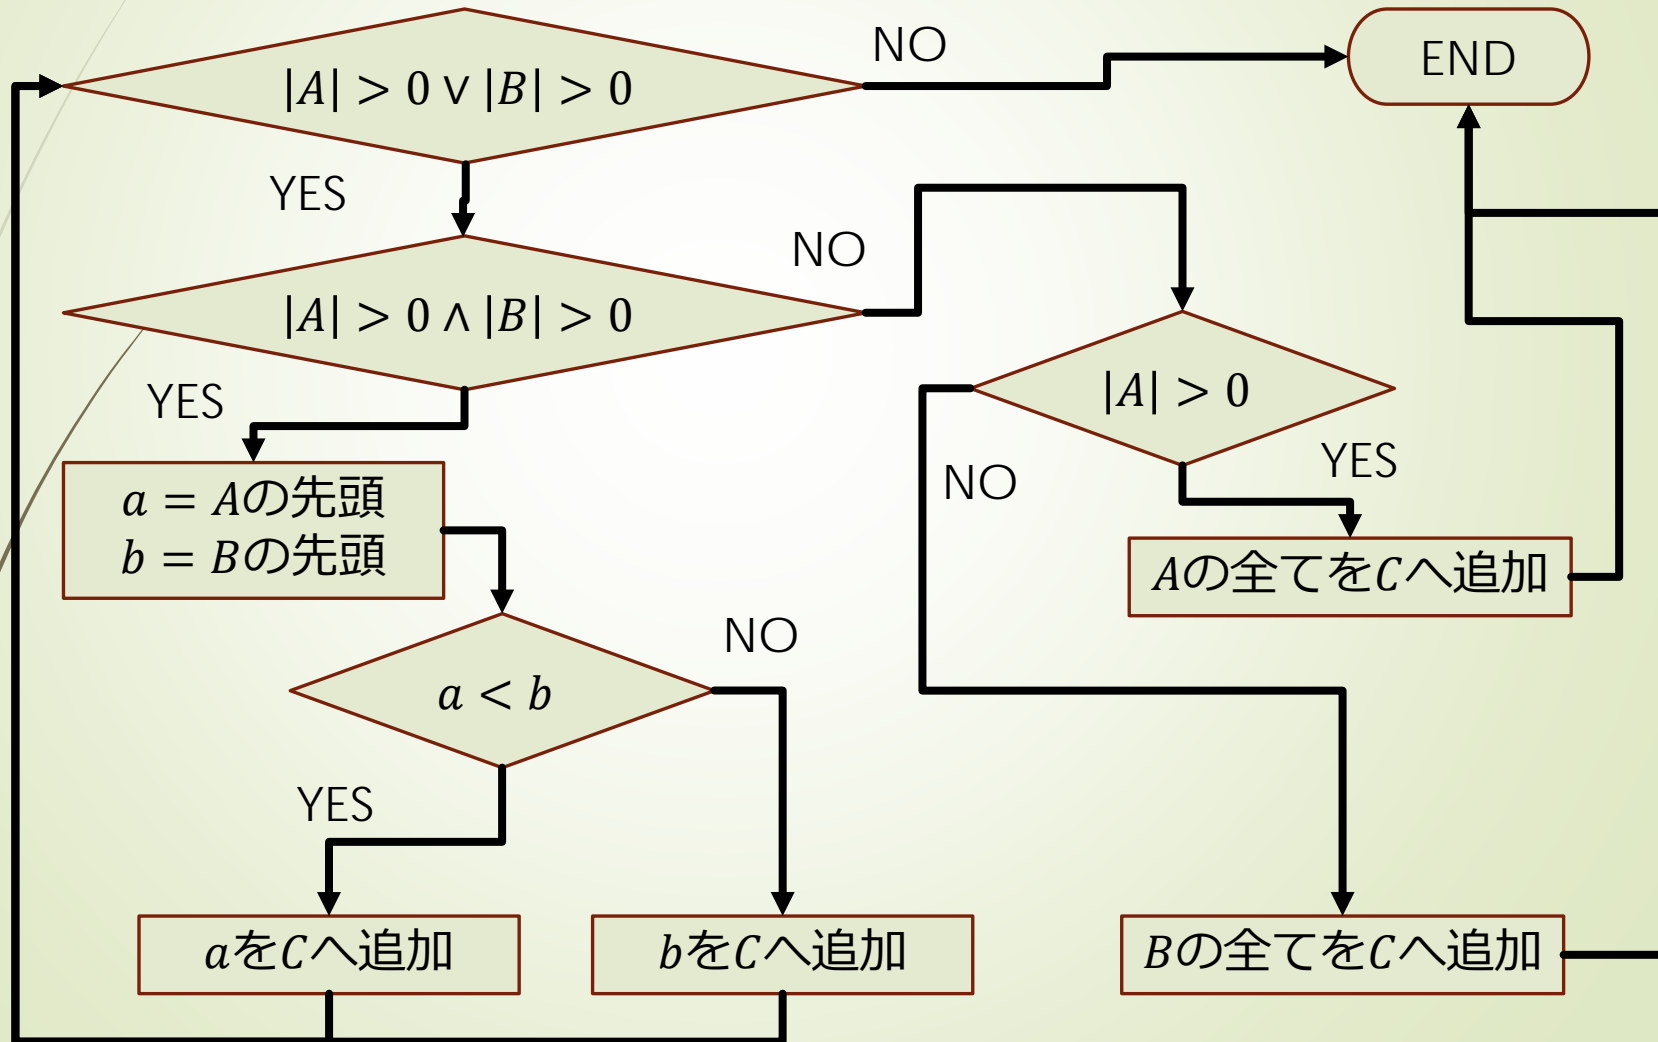 |A| > 0 ∨ |B| > 0
NO
END
YES
|A| > 0 ∧ |B| > 0
NO
YES
|A| > 0
NO
YES
a = Aの先頭
b = Bの先頭
Aの全てをCへ追加
a < b
NO
YES
aをCへ追加
bをCへ追加
Bの全てをCへ追加